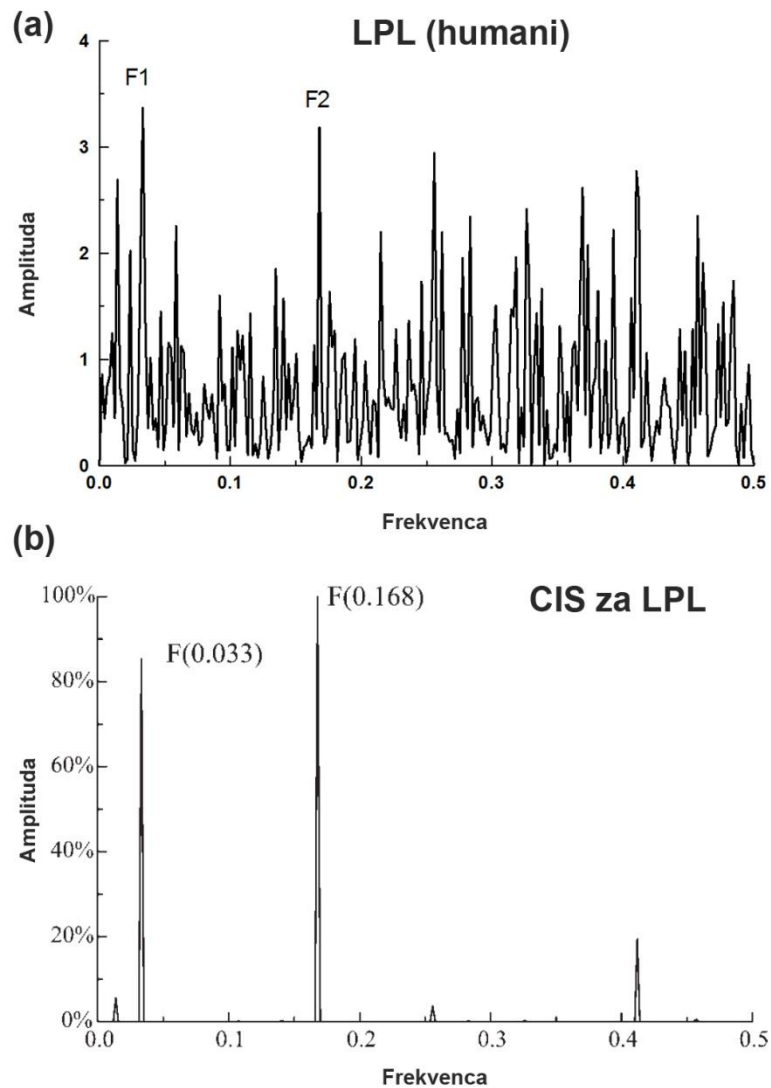 (a)
LPL (humani)
4
3
2
1
0
F1
F2
Amplituda
0.0 0.1 0.2 0.3 0.4 0.5
Frekvenca
(b)
CIS za LPL
100%
80%
60%
40%
20%
0%
F(0.033)
F(0.168)
Amplituda
0.0 0.1 0.2 0.3 0.4 0.5
Frekvenca